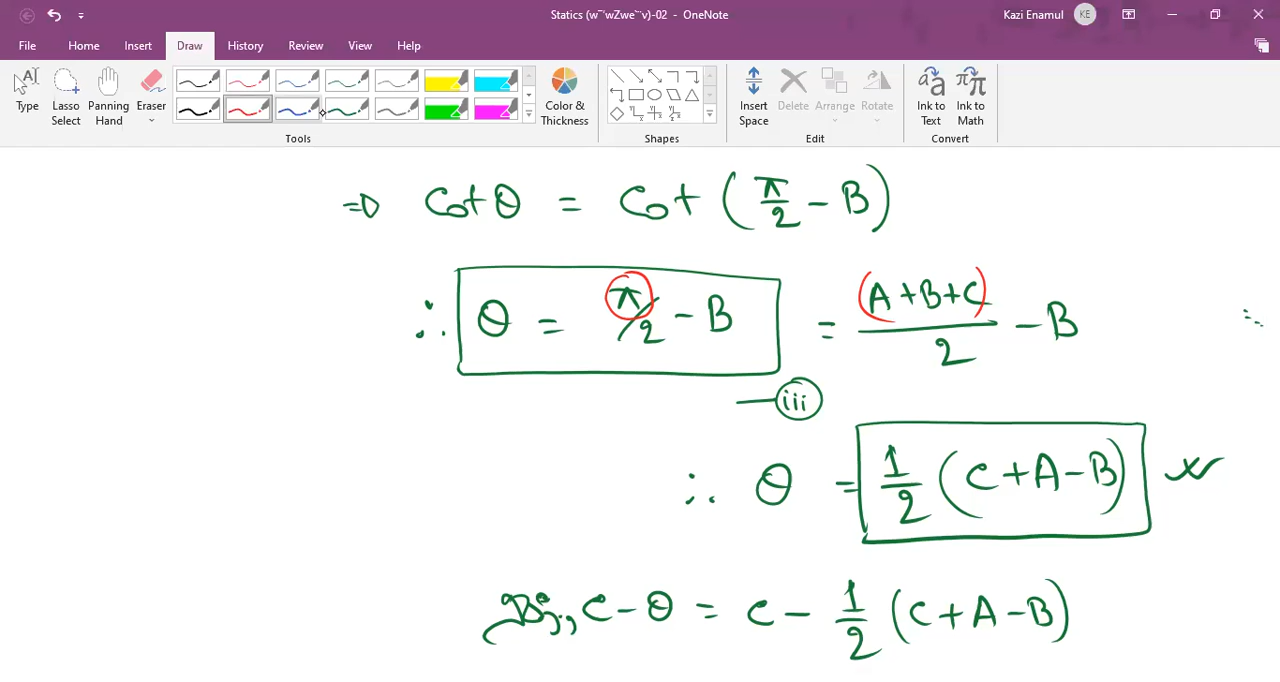 Statics (w¯’wZwe`¨v)-02 - OneNote
Kazi Enamul KE
File Home Insert Draw History Review View Help
Type
Lasso Select
Panning Hand
Eraser
Color & Thickness
Insert Space
Delete
Arrange
Rotate
Ink to Text
Ink to Math
Tools
Shapes
Edit
Convert
⇒ Cot θ = Cot (π/2 - B)
∴ θ = π/2 - B = (A+B+C)/2 - B
— iii
∴ θ = 1/2 (C+A-B)
C - θ = C - 1/2 (C+A-B)